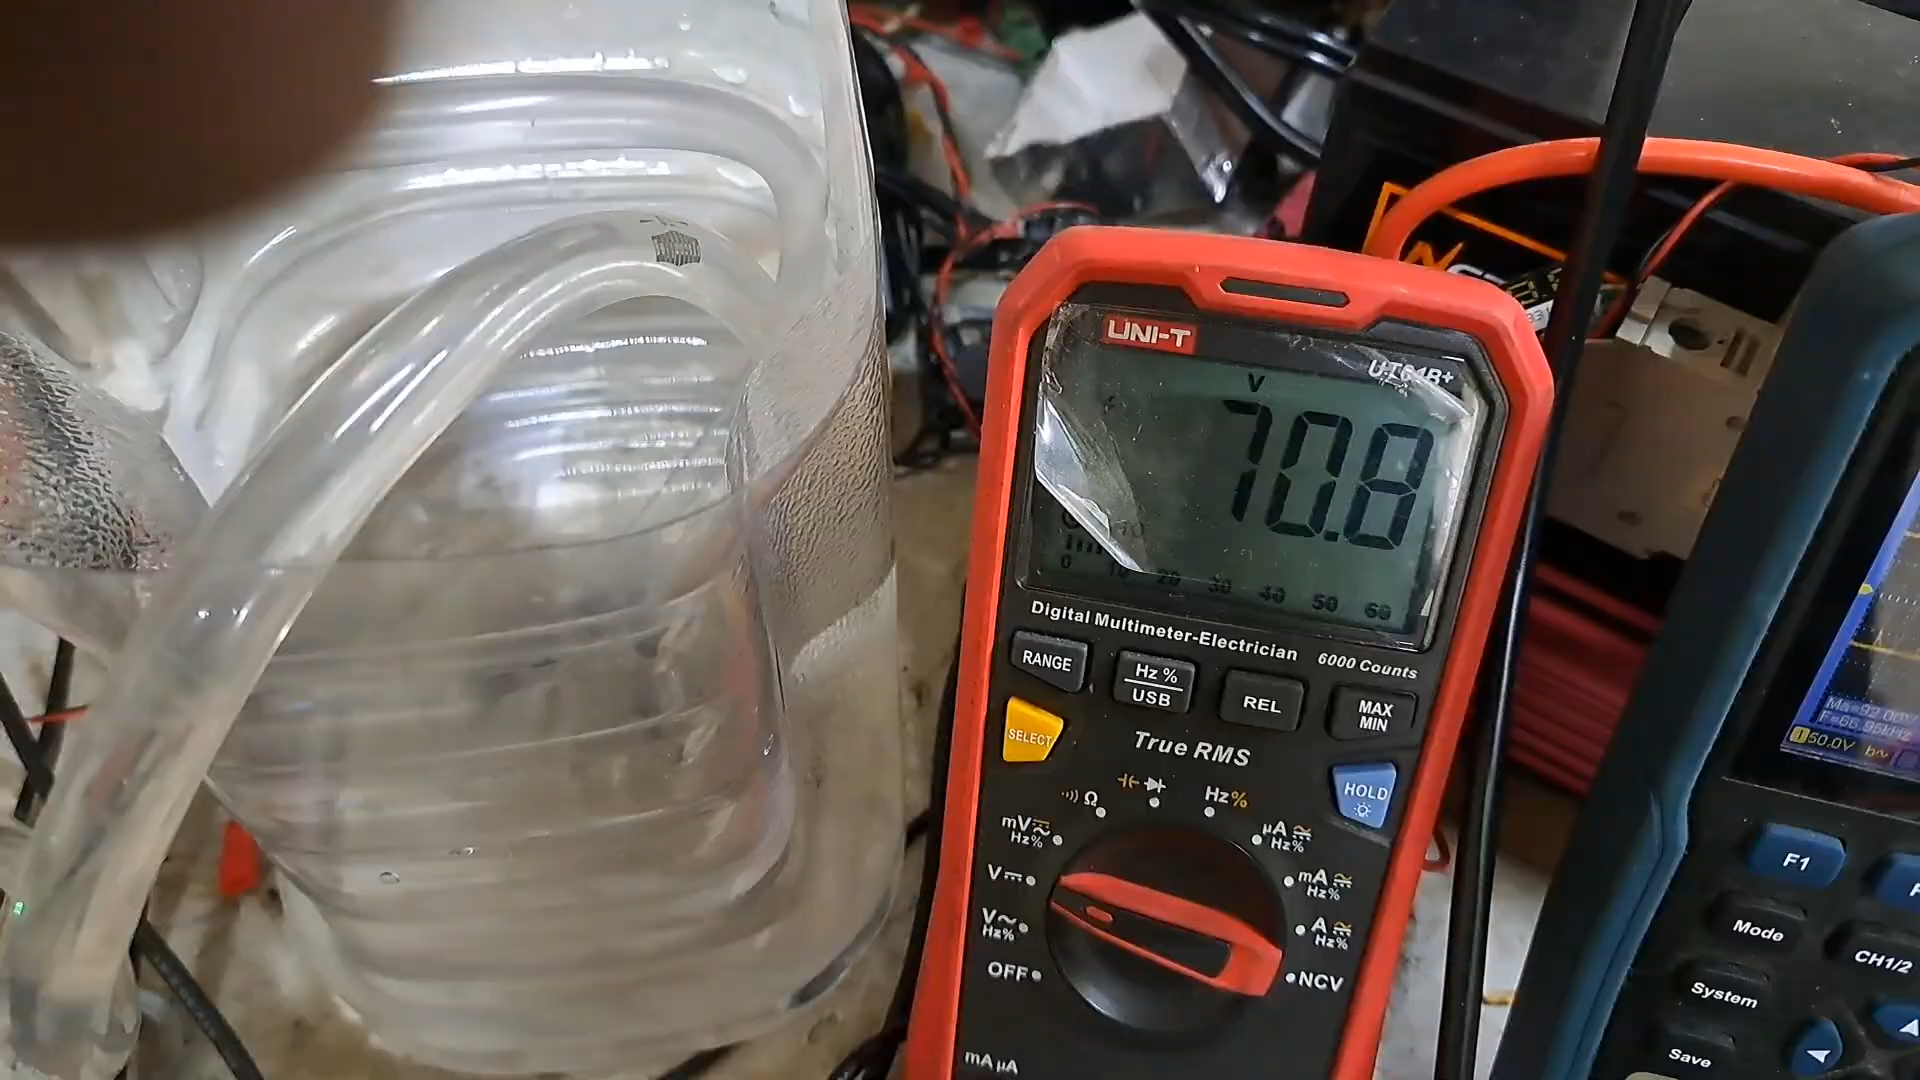 UNI-T
UT61B+
V
70.8
0 10 20 30 40 50 60
Digital Multimeter-Electrician 6000 Counts
RANGE
Hz %
USB
REL
MAX
MIN
SELECT
True RMS
HOLD
Ω
Hz%
mV
Hz%
µA
Hz%
V
mA
Hz%
V~
Hz%
A
Hz%
OFF
NCV
mA µA
50.0V
F1
Mode
CH1/2
System
Save